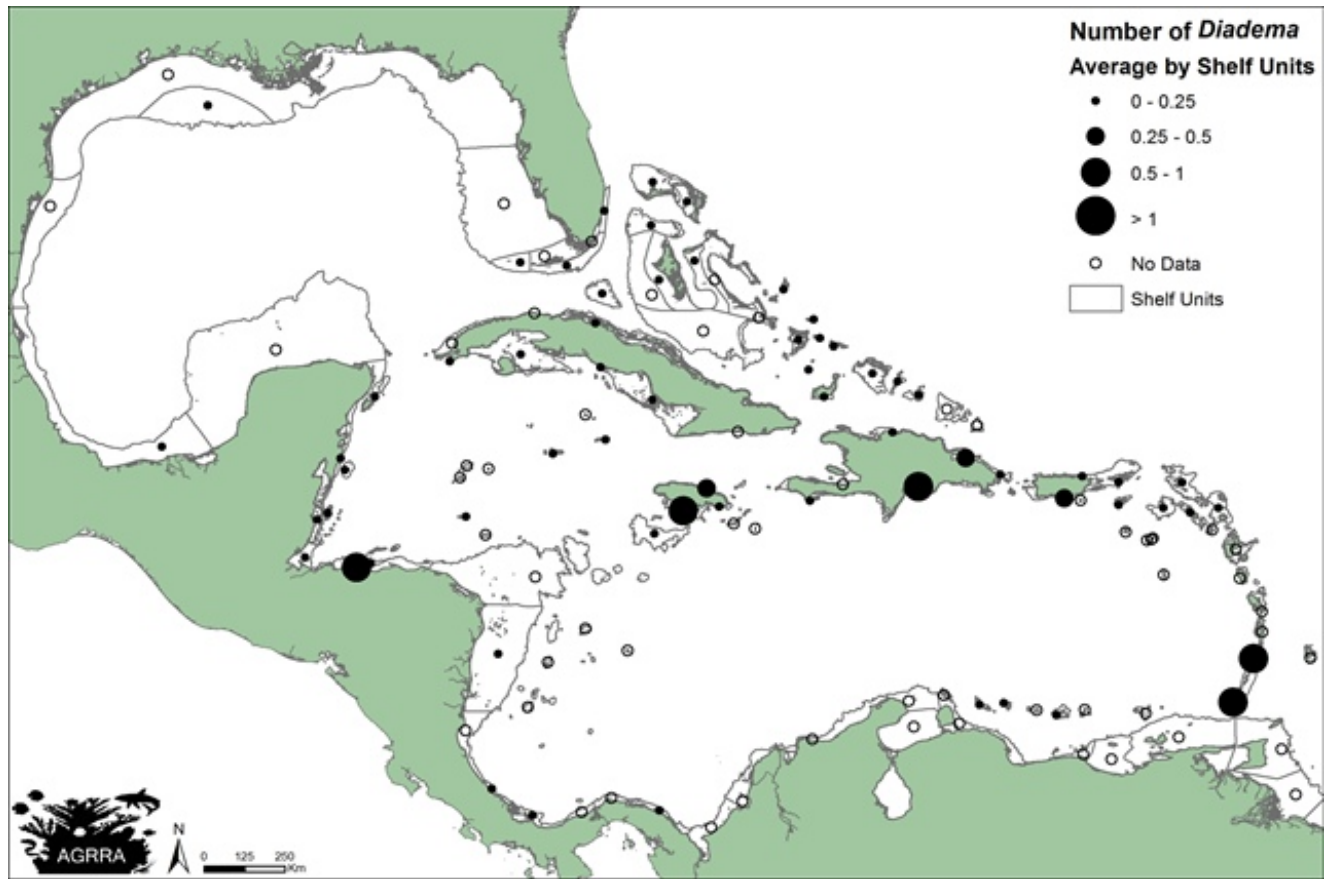 Number of Diadema
Average by Shelf Units
0 - 0.25
0.25 - 0.5
0.5 - 1
> 1
No Data
Shelf Units
AGRRA
N
0 125 250
Km